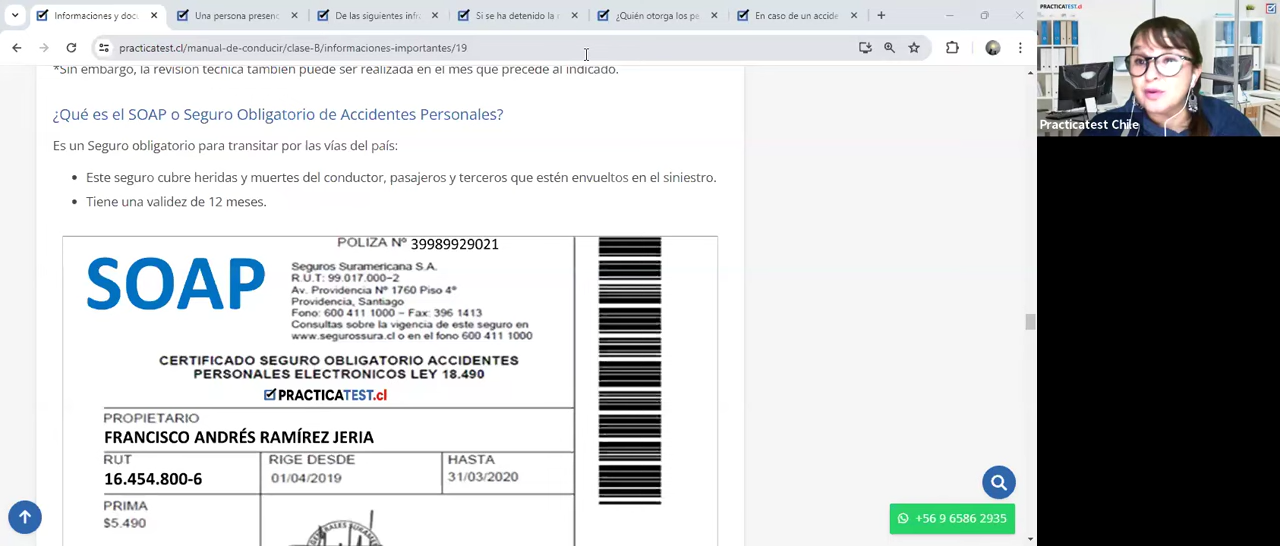 Informaciones y doc
Una persona presenc
De las siguientes infra
Si se ha detenido la c
¿Quién otorga los pe
En caso de un accide
practicatest.cl/manual-de-conducir/clase-B/informaciones-importantes/19
*Sin embargo, la revisión técnica también puede ser realizada en el mes que precede al indicado.
¿Qué es el SOAP o Seguro Obligatorio de Accidentes Personales?
Es un Seguro obligatorio para transitar por las vías del país:
Este seguro cubre heridas y muertes del conductor, pasajeros y terceros que estén envueltos en el siniestro.
Tiene una validez de 12 meses.
POLIZA Nº 39989929021
SOAP
Seguros Suramericana S.A.
R.U.T: 99.017.000-2
Av. Providencia Nº 1760 Piso 4º
Providencia, Santiago
Fono: 600 411 1000 - Fax: 396 1413
Consultas sobre la vigencia de este seguro en
www.segurossura.cl o en el fono 600 411 1000
CERTIFICADO SEGURO OBLIGATORIO ACCIDENTES
PERSONALES ELECTRONICOS LEY 18.490
PRACTICATEST.cl
PROPIETARIO
FRANCISCO ANDRÉS RAMÍREZ JERIA
RUT
16.454.800-6
RIGE DESDE
01/04/2019
HASTA
31/03/2020
PRIMA
$5.490
+56 9 6586 2935
PRACTICATEST.cl
Practicatest Chile